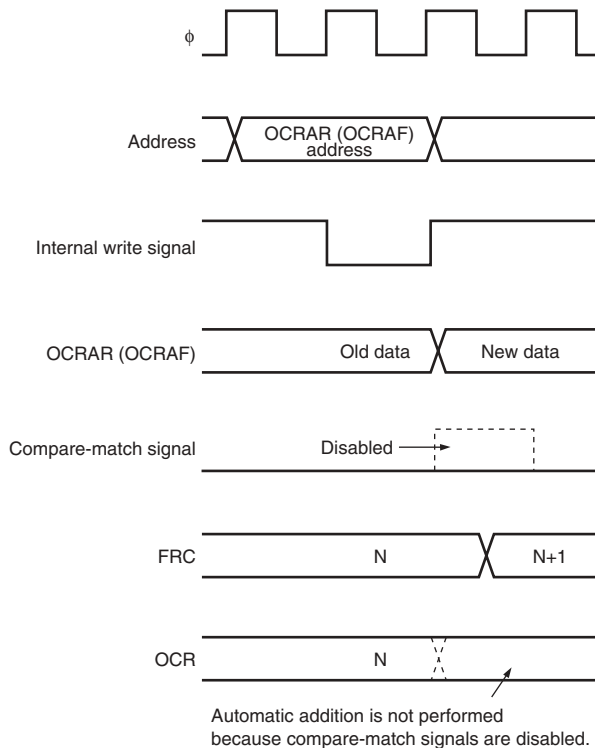 ϕ
Address
OCRAR (OCRAF)
address
Internal write signal
OCRAR (OCRAF)
Old data
New data
Compare-match signal
Disabled
FRC
N
N+1
OCR
N
Automatic addition is not performed
because compare-match signals are disabled.